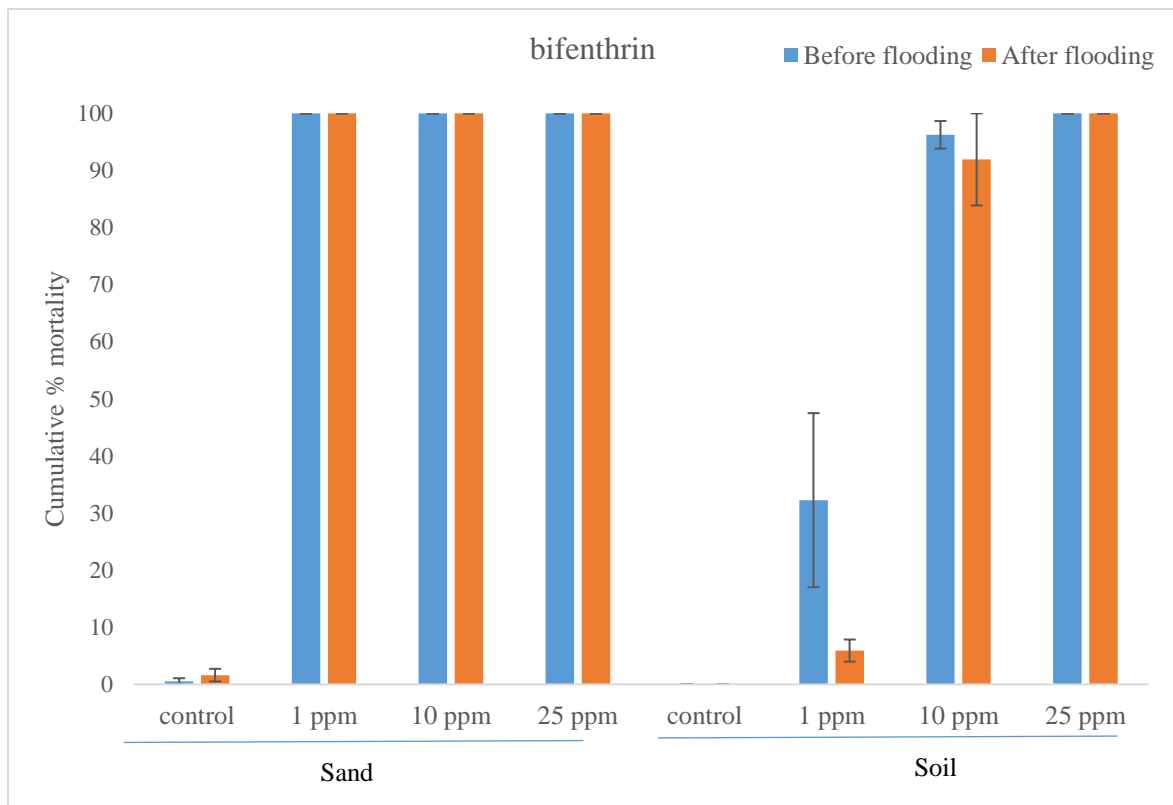 bifenthrin
Before flooding After flooding
100
90
80
70
60
50
40
30
20
10
0
Cumulative % mortality
control 1 ppm 10 ppm 25 ppm control 1 ppm 10 ppm 25 ppm
Sand Soil